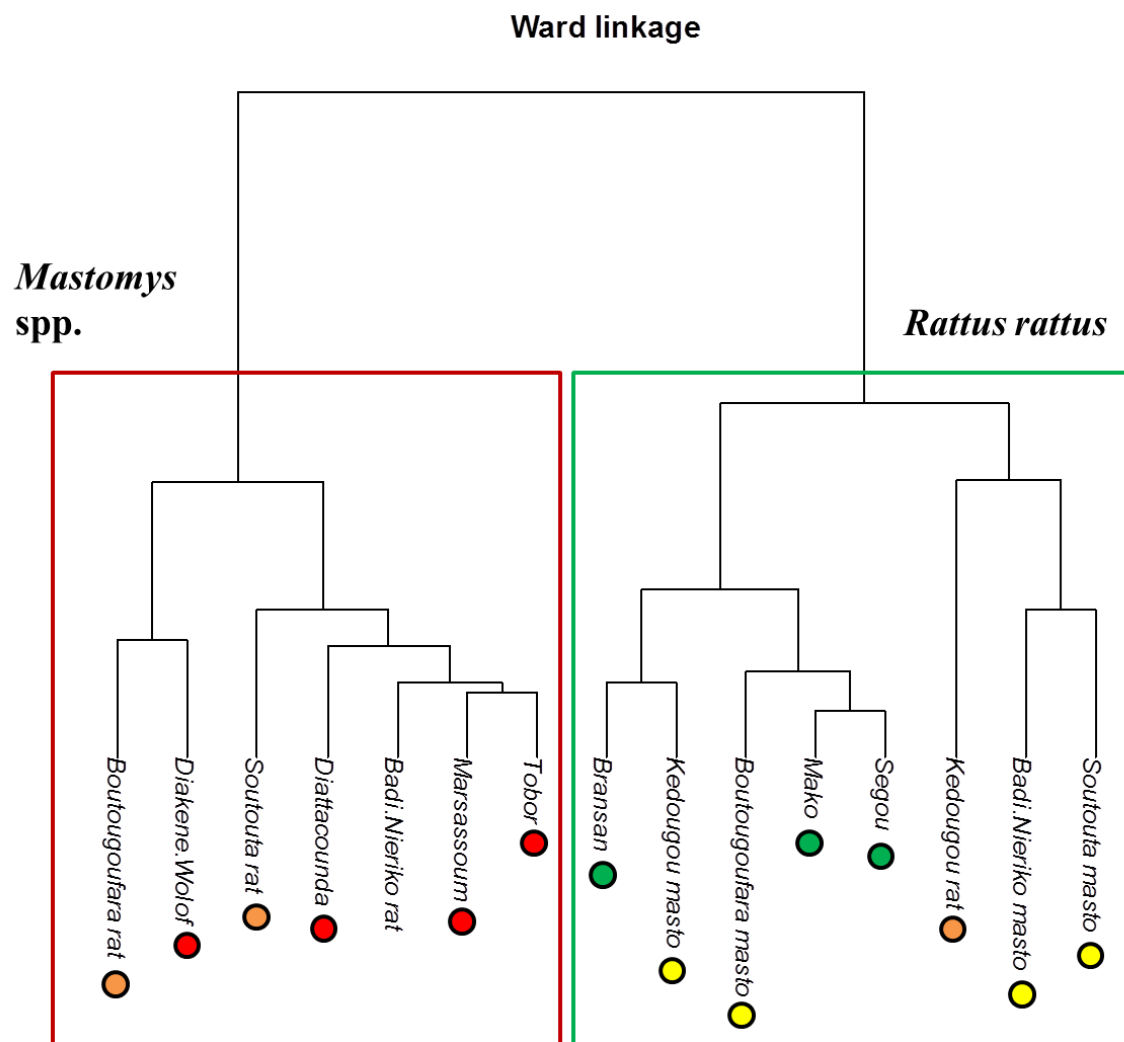 Ward linkage
Mastomys
spp.
Rattus rattus
Boutougoufara rat
Diakene.Wolof
Soutouta rat
Diattacounda
Badi.Nieriko rat
Marsassoum
Tobor
Bransan
Kedougou masto
Boutougoufara masto
Mako
Segou
Kedougou rat
Badi.Nieriko masto
Soutouta masto